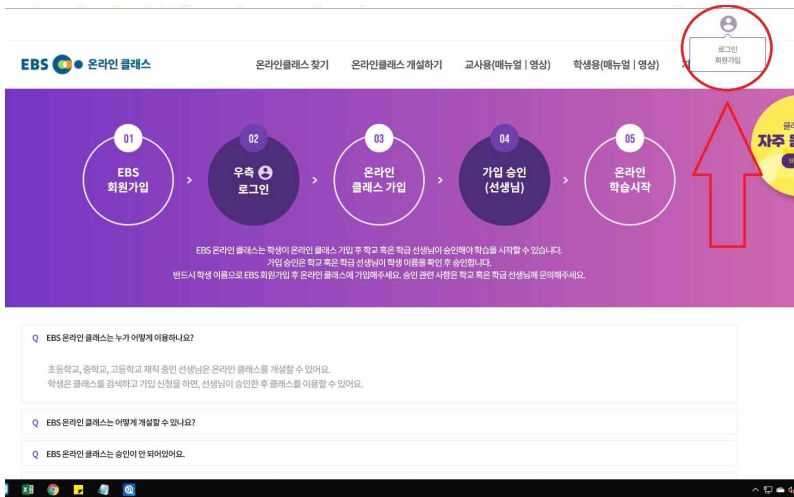 로그인
회원가입
EBS 온라인 클래스
온라인클래스 찾기 온라인클래스 개설하기 교사용(매뉴얼 | 영상) 학생용(매뉴얼 | 영상)
자주
01 02 03 04 05
EBS
회원가입
우측
로그인
온라인
클래스 가입
가입 승인
(선생님)
온라인
학습시작
EBS 온라인 클래스는 학생이 온라인 클래스 가입 후 학교 혹은 학급 선생님이 승인해야 학습을 시작할 수 있습니다.
가입 승인은 학교 혹은 학급 선생님이 학생 이름을 확인 후 승인합니다.
반드시 학생 이름으로 EBS 회원가입 후 온라인 클래스에 가입해주세요. 승인 관련 사항은 학교 혹은 학급 선생님께 문의해주세요.
Q EBS 온라인 클래스는 누가 어떻게 이용하나요?
초등학교, 중학교, 고등학교 재직 중인 선생님은 온라인 클래스를 개설할 수 있어요.
학생은 클래스를 검색하고 가입 신청을 하면, 선생님이 승인한 후 클래스를 이용할 수 있어요.
Q EBS 온라인 클래스는 어떻게 개설할 수 있나요?
Q EBS 온라인 클래스는 승인이 안 되어있어요.